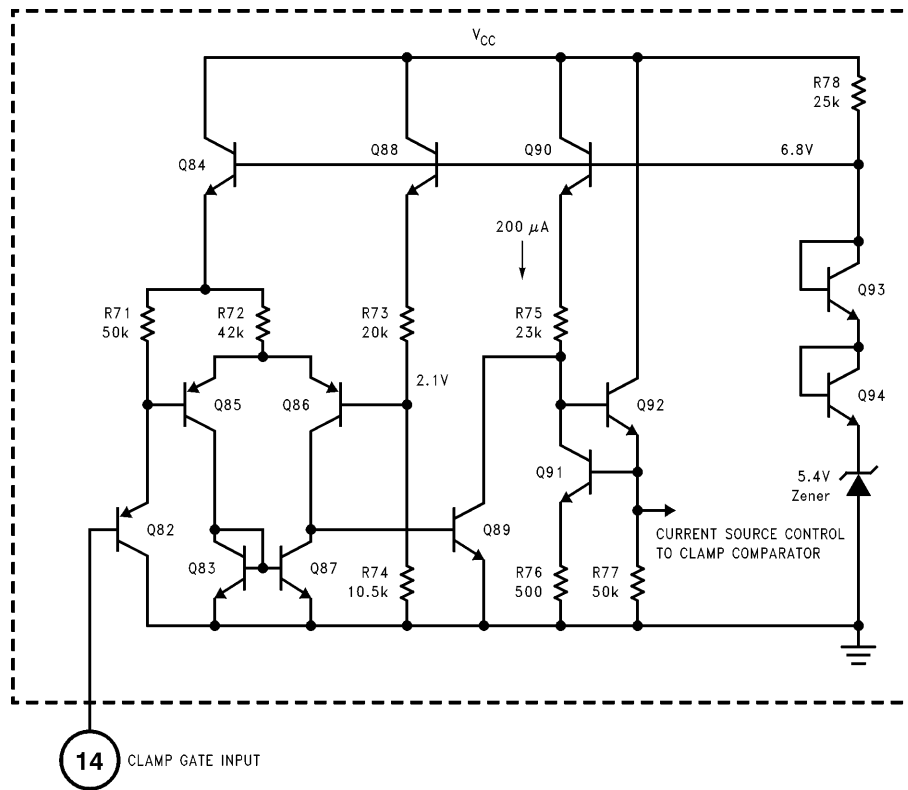 VCC
R78
25k
Q84
Q88
Q90
6.8V
200 µA
Q93
R71
50k
R72
42k
R73
20k
R75
23k
Q94
2.1V
Q85
Q86
Q92
Q91
5.4V
Zener
Q82
Q83
Q87
Q89
CURRENT SOURCE CONTROL
TO CLAMP COMPARATOR
R74
10.5k
R76
500
R77
50k
14
CLAMP GATE INPUT